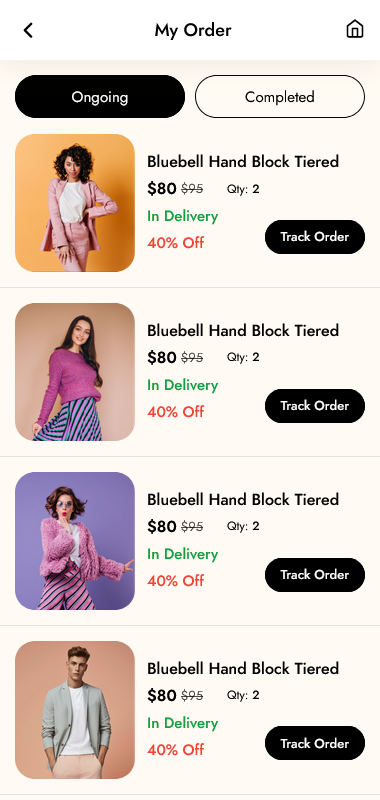 My Order
Ongoing
Completed
Bluebell Hand Block Tiered
$80 $95 Qty: 2
In Delivery
40% Off
Track Order
Bluebell Hand Block Tiered
$80 $95 Qty: 2
In Delivery
40% Off
Track Order
Bluebell Hand Block Tiered
$80 $95 Qty: 2
In Delivery
40% Off
Track Order
Bluebell Hand Block Tiered
$80 $95 Qty: 2
In Delivery
40% Off
Track Order